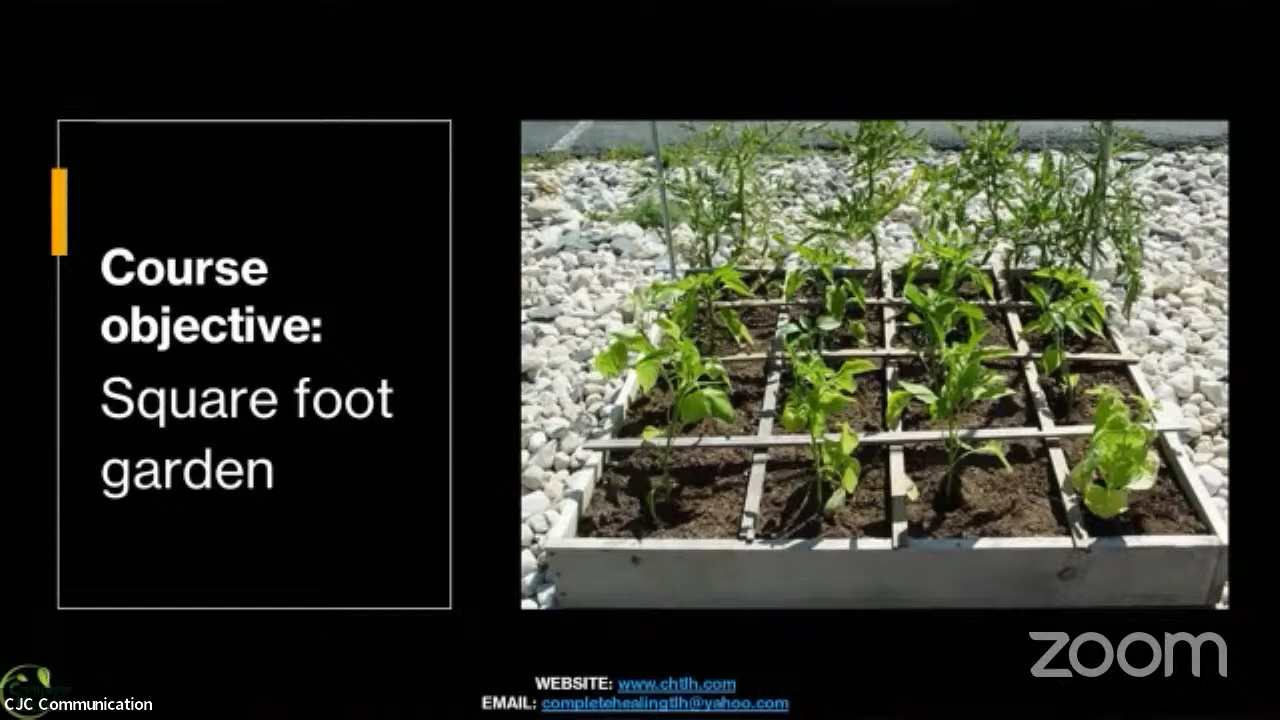 Course
objective:
Square foot
garden
zoom
WEBSITE: www.chtlh.com
EMAIL: completehealingtlh@yahoo.com
CJC Communication